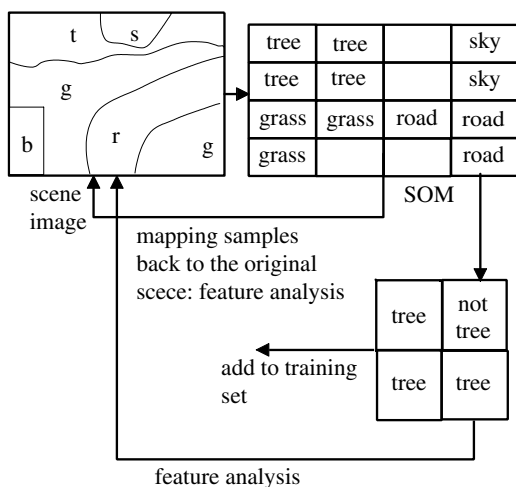 t s
g
b r g
tree tree sky
tree tree sky
grass grass road road
grass road
scene
image
SOM
mapping samples
back to the original
scece: feature analysis
tree not
tree
tree tree
add to training
set
feature analysis